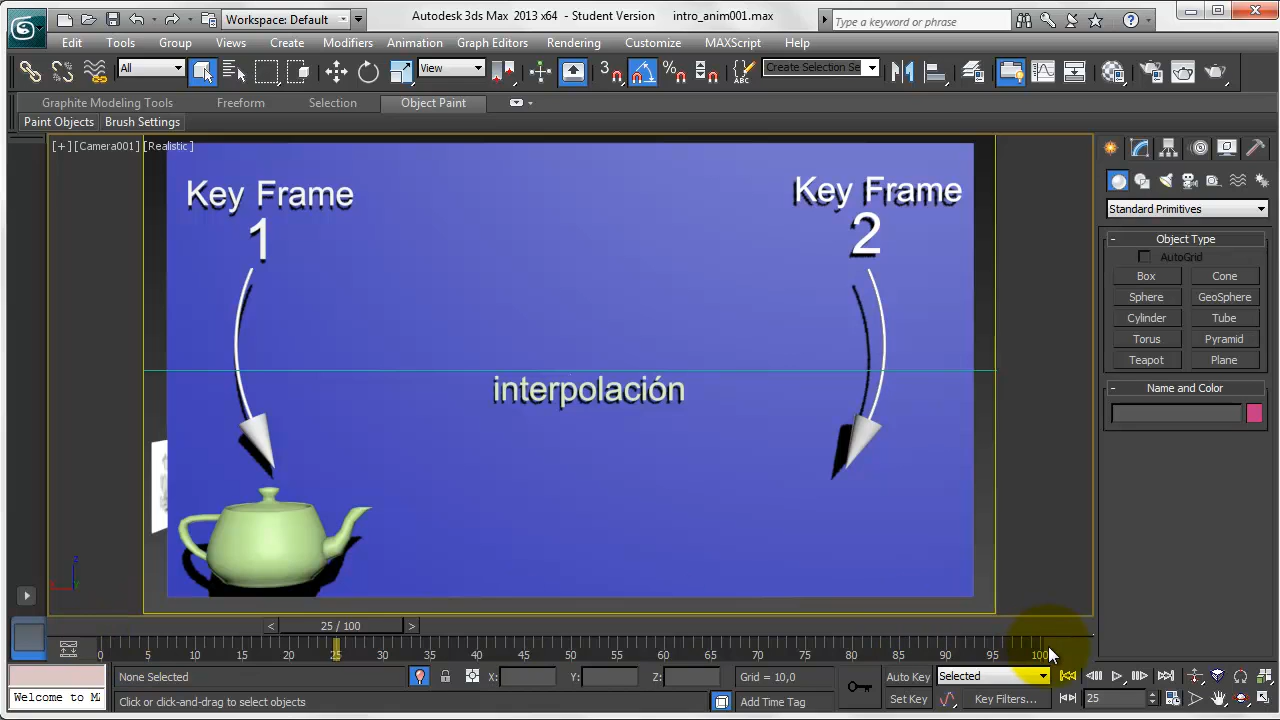 Workspace: Default
Autodesk 3ds Max 2013 x64 - Student Version intro_anim001.max
Type a keyword or phrase
Edit Tools Group Views Create Modifiers Animation Graph Editors Rendering Customize MAXScript Help
All
View
3
Create Selection Se
Graphite Modeling Tools Freeform Selection Object Paint
Paint Objects Brush Settings
[+] [Camera001] [Realistic]
Key Frame
1
Key Frame
2
interpolación
Standard Primitives
- Object Type
AutoGrid
Box Cone
Sphere GeoSphere
Cylinder Tube
Torus Pyramid
Teapot Plane
- Name and Color
< 25 / 100 >
0 5 10 15 20 25 30 35 40 45 50 55 60 65 70 75 80 85 90 95 100
None Selected X: Y: Z: Grid = 10,0 Auto Key Selected
Welcome to MA Click or click-and-drag to select objects Add Time Tag Set Key Key Filters... 25